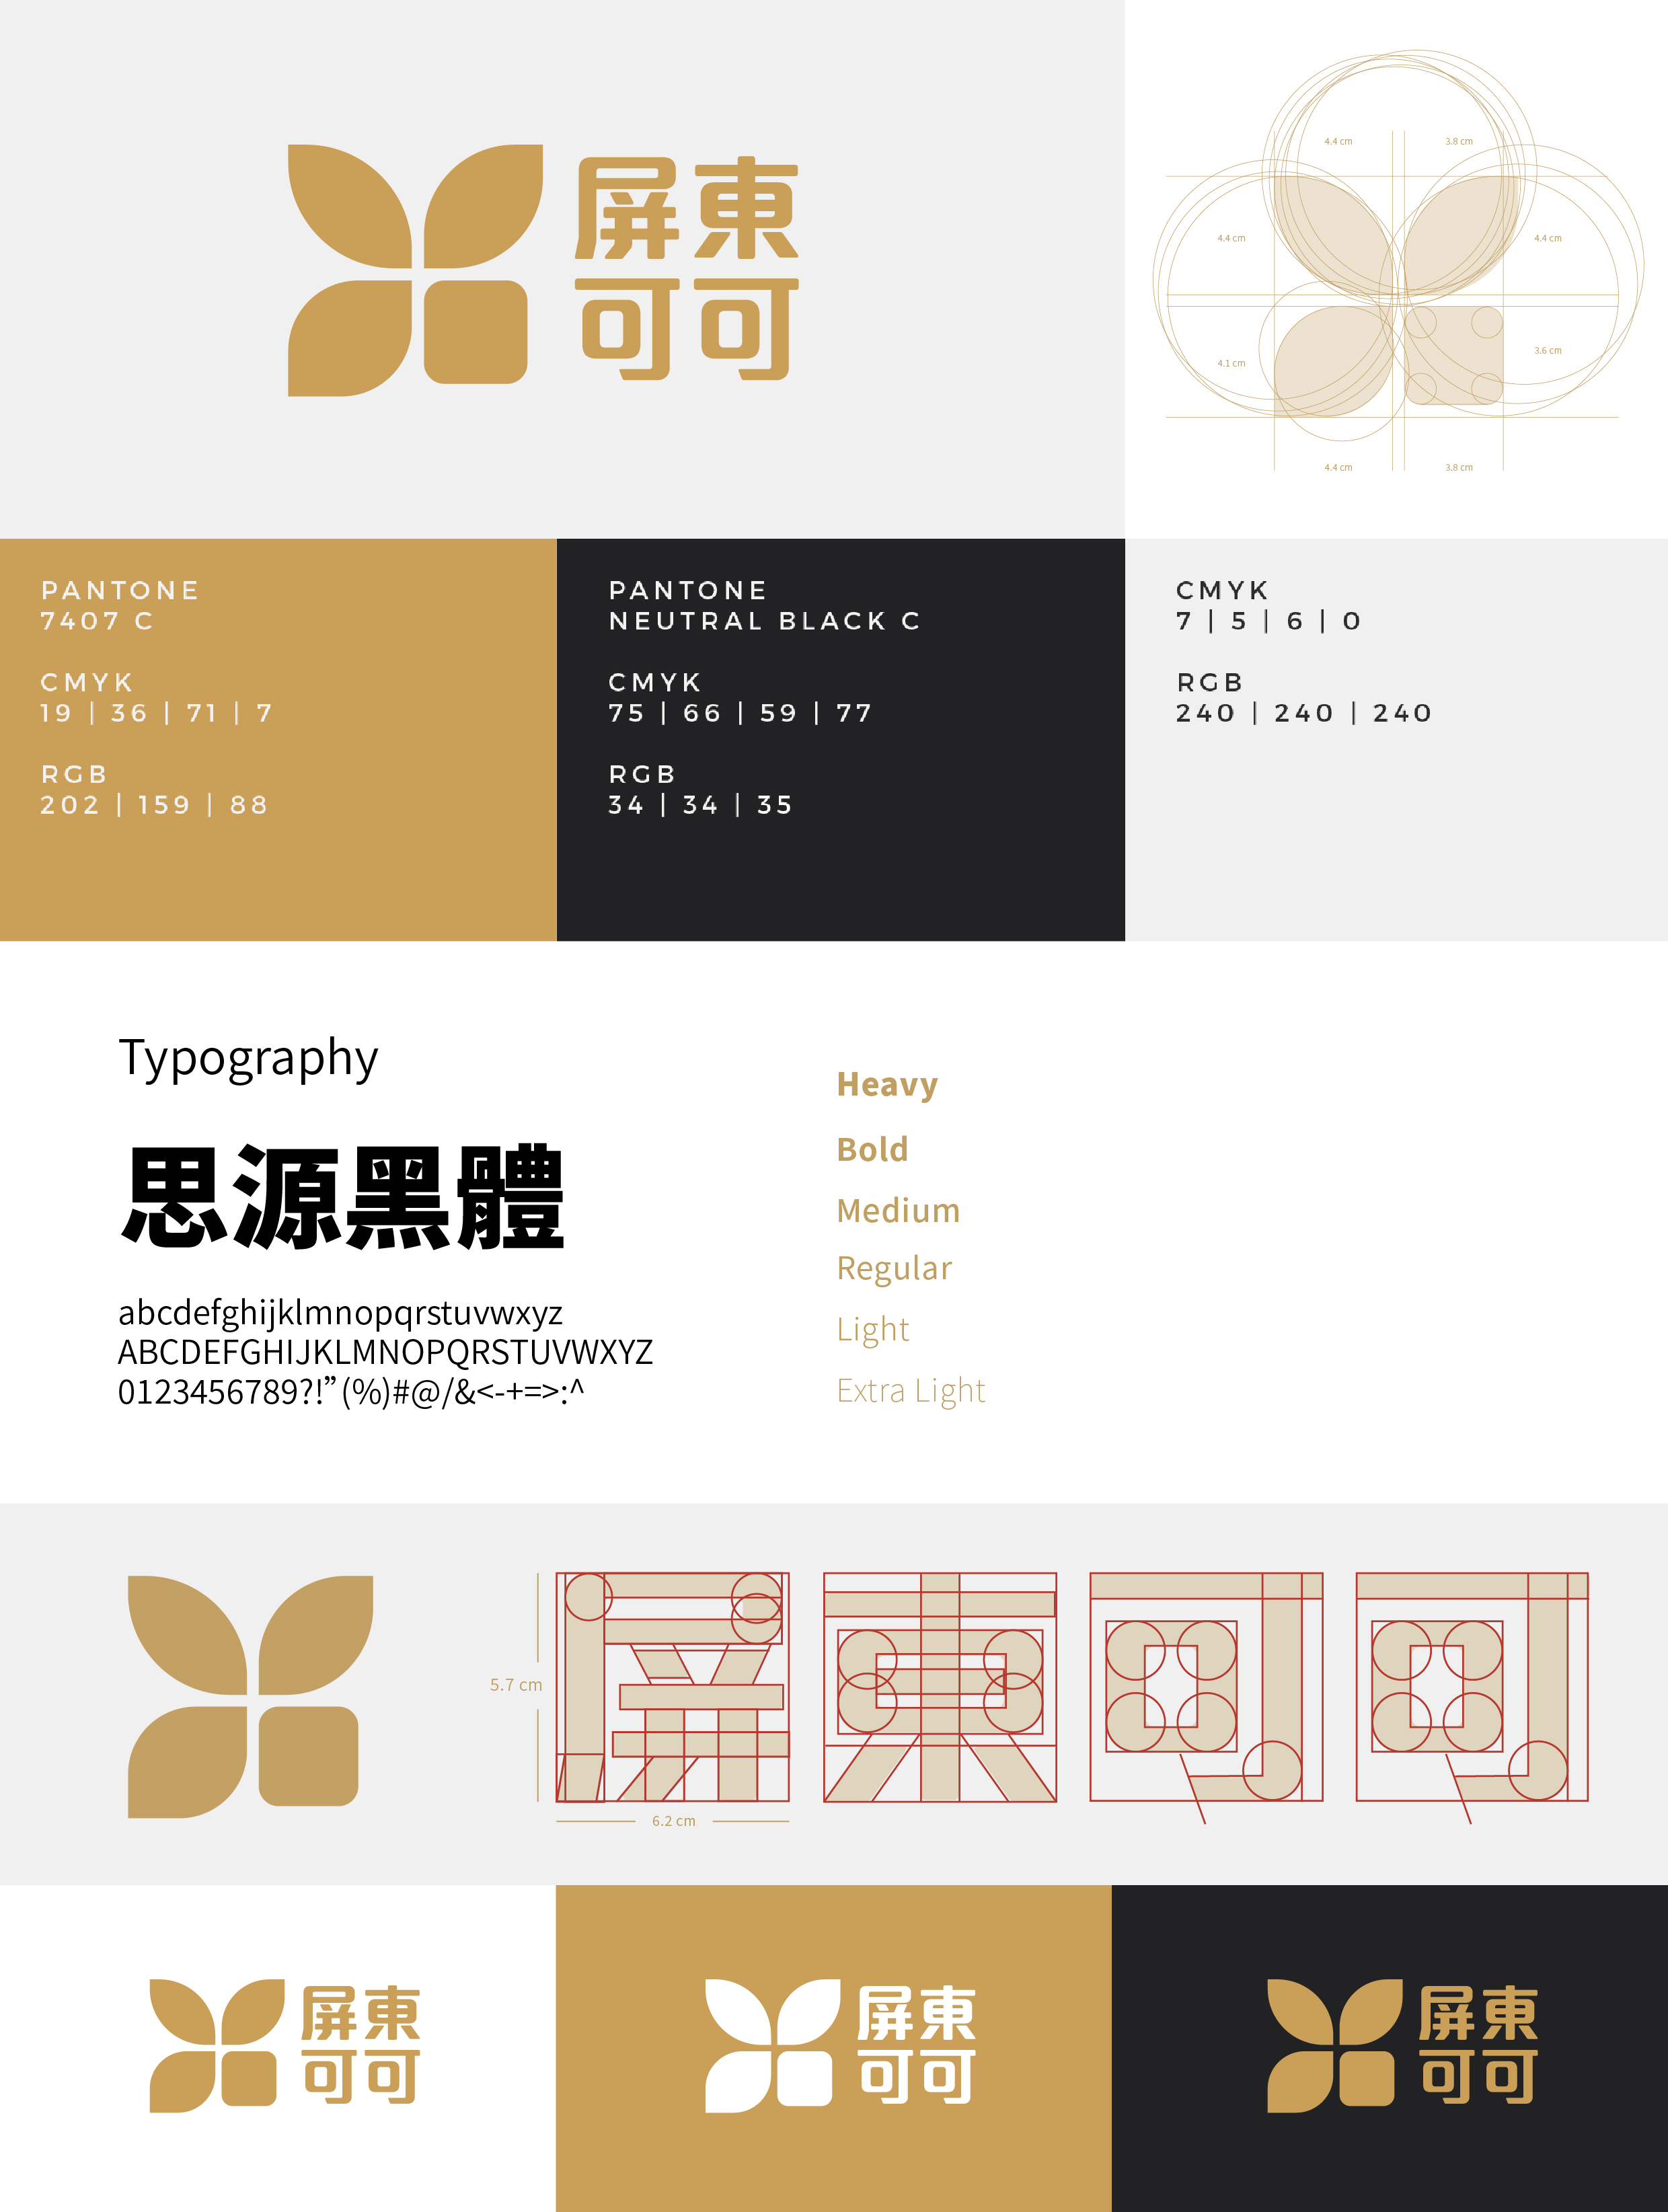 屏東
可可
4.4 cm
3.8 cm
4.4 cm
4.4 cm
4.1 cm
3.6 cm
4.4 cm
3.8 cm
PANTONE
7407 C
CMYK
19 | 36 | 71 | 7
RGB
202 | 159 | 88
PANTONE
NEUTRAL BLACK C
CMYK
75 | 66 | 59 | 77
RGB
34 | 34 | 35
CMYK
7 | 5 | 6 | 0
RGB
240 | 240 | 240
Typography
思源黑體
abcdefghijklmnopqrstuvwxyz
ABCDEFGHIJKLMNOPQRSTUVWXYZ
0123456789?!”(%)#@/&<-+=>:^
Heavy
Bold
Medium
Regular
Light
Extra Light
5.7 cm
屏東可可
6.2 cm
屏東
可可
屏東
可可
屏東
可可